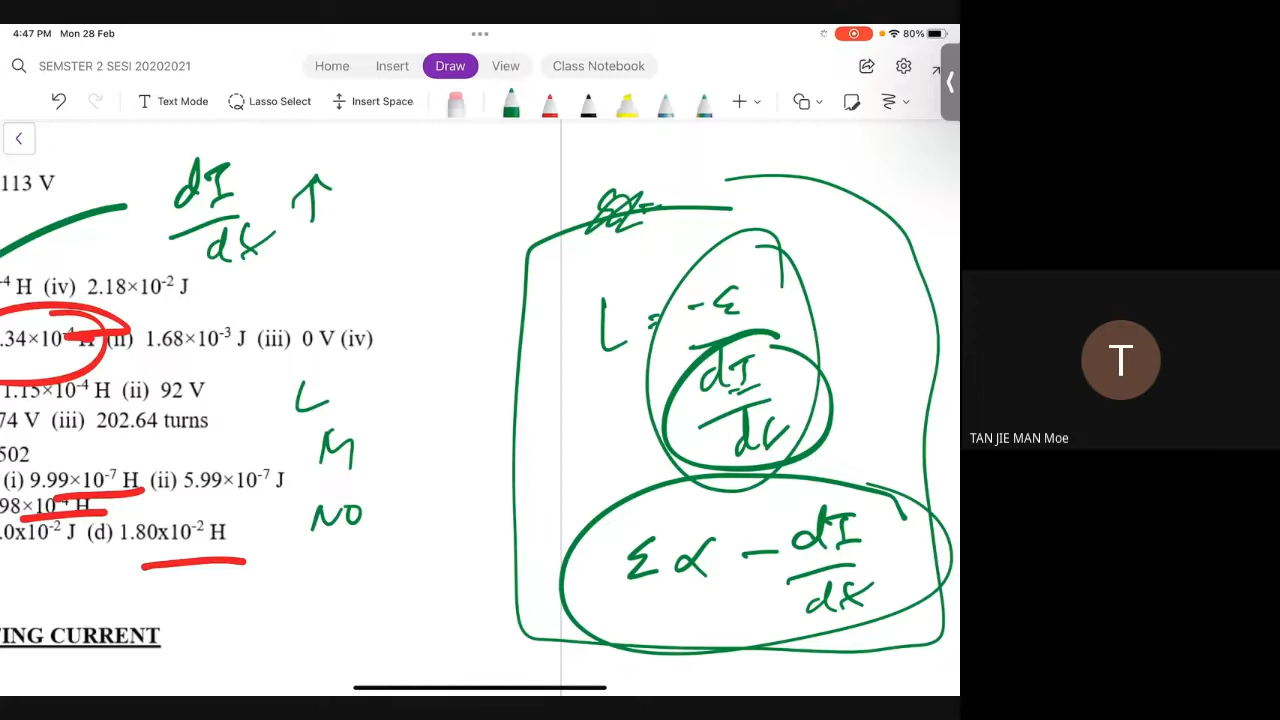 4:47 PM Mon 28 Feb
80%
SEMSTER 2 SESI 20202021
Home Insert Draw View Class Notebook
Text Mode Lasso Select Insert Space
113 V
dI
dt
↑
-4 H (iv) 2.18×10-2 J
.34×10-4 H (ii) 1.68×10-3 J (iii) 0 V (iv)
1.15×10-4 H (ii) 92 V
74 V (iii) 202.64 turns
502
(i) 9.99×10-7 H (ii) 5.99×10-7 J
98×10-4 H
.0x10-2 J (d) 1.80x10-2 H
TING CURRENT
L
M
NO
L = -ε
dI
dt
ε ∝ - dI
dt
T
TAN JIE MAN Moe